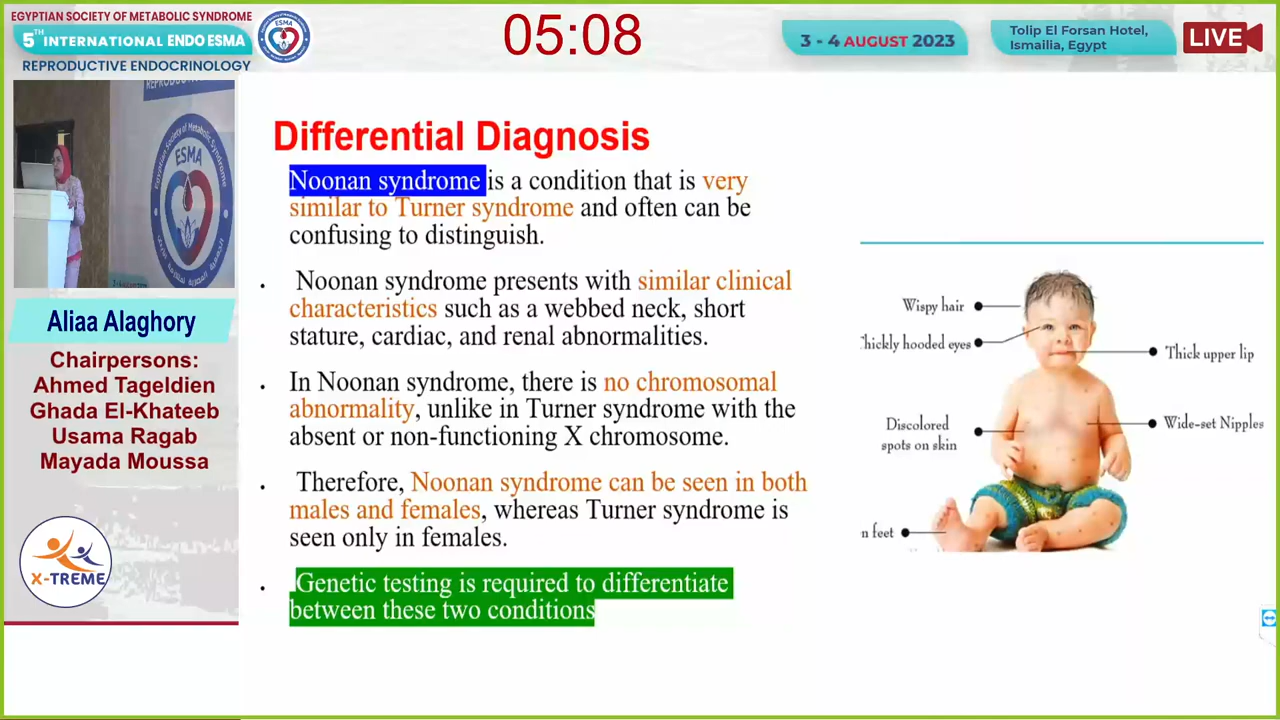 EGYPTIAN SOCIETY OF METABOLIC SYNDROME
5TH INTERNATIONAL ENDO ESMA
REPRODUCTIVE ENDOCRINOLOGY
05:08
3 - 4 AUGUST 2023
Tolip El Forsan Hotel,
Ismailia, Egypt
LIVE
ESMA
Aliaa Alaghory
Chairpersons:
Ahmed Tageldien
Ghada El-Khateeb
Usama Ragab
Mayada Moussa
X-TREME
Differential Diagnosis
Noonan syndrome is a condition that is very
similar to Turner syndrome and often can be
confusing to distinguish.
. Noonan syndrome presents with similar clinical
characteristics such as a webbed neck, short
stature, cardiac, and renal abnormalities.
. In Noonan syndrome, there is no chromosomal
abnormality, unlike in Turner syndrome with the
absent or non-functioning X chromosome.
. Therefore, Noonan syndrome can be seen in both
males and females, whereas Turner syndrome is
seen only in females.
. Genetic testing is required to differentiate
between these two conditions
Wispy hair
hickly hooded eyes
Thick upper lip
Discolored
spots on skin
Wide-set Nipples
n feet